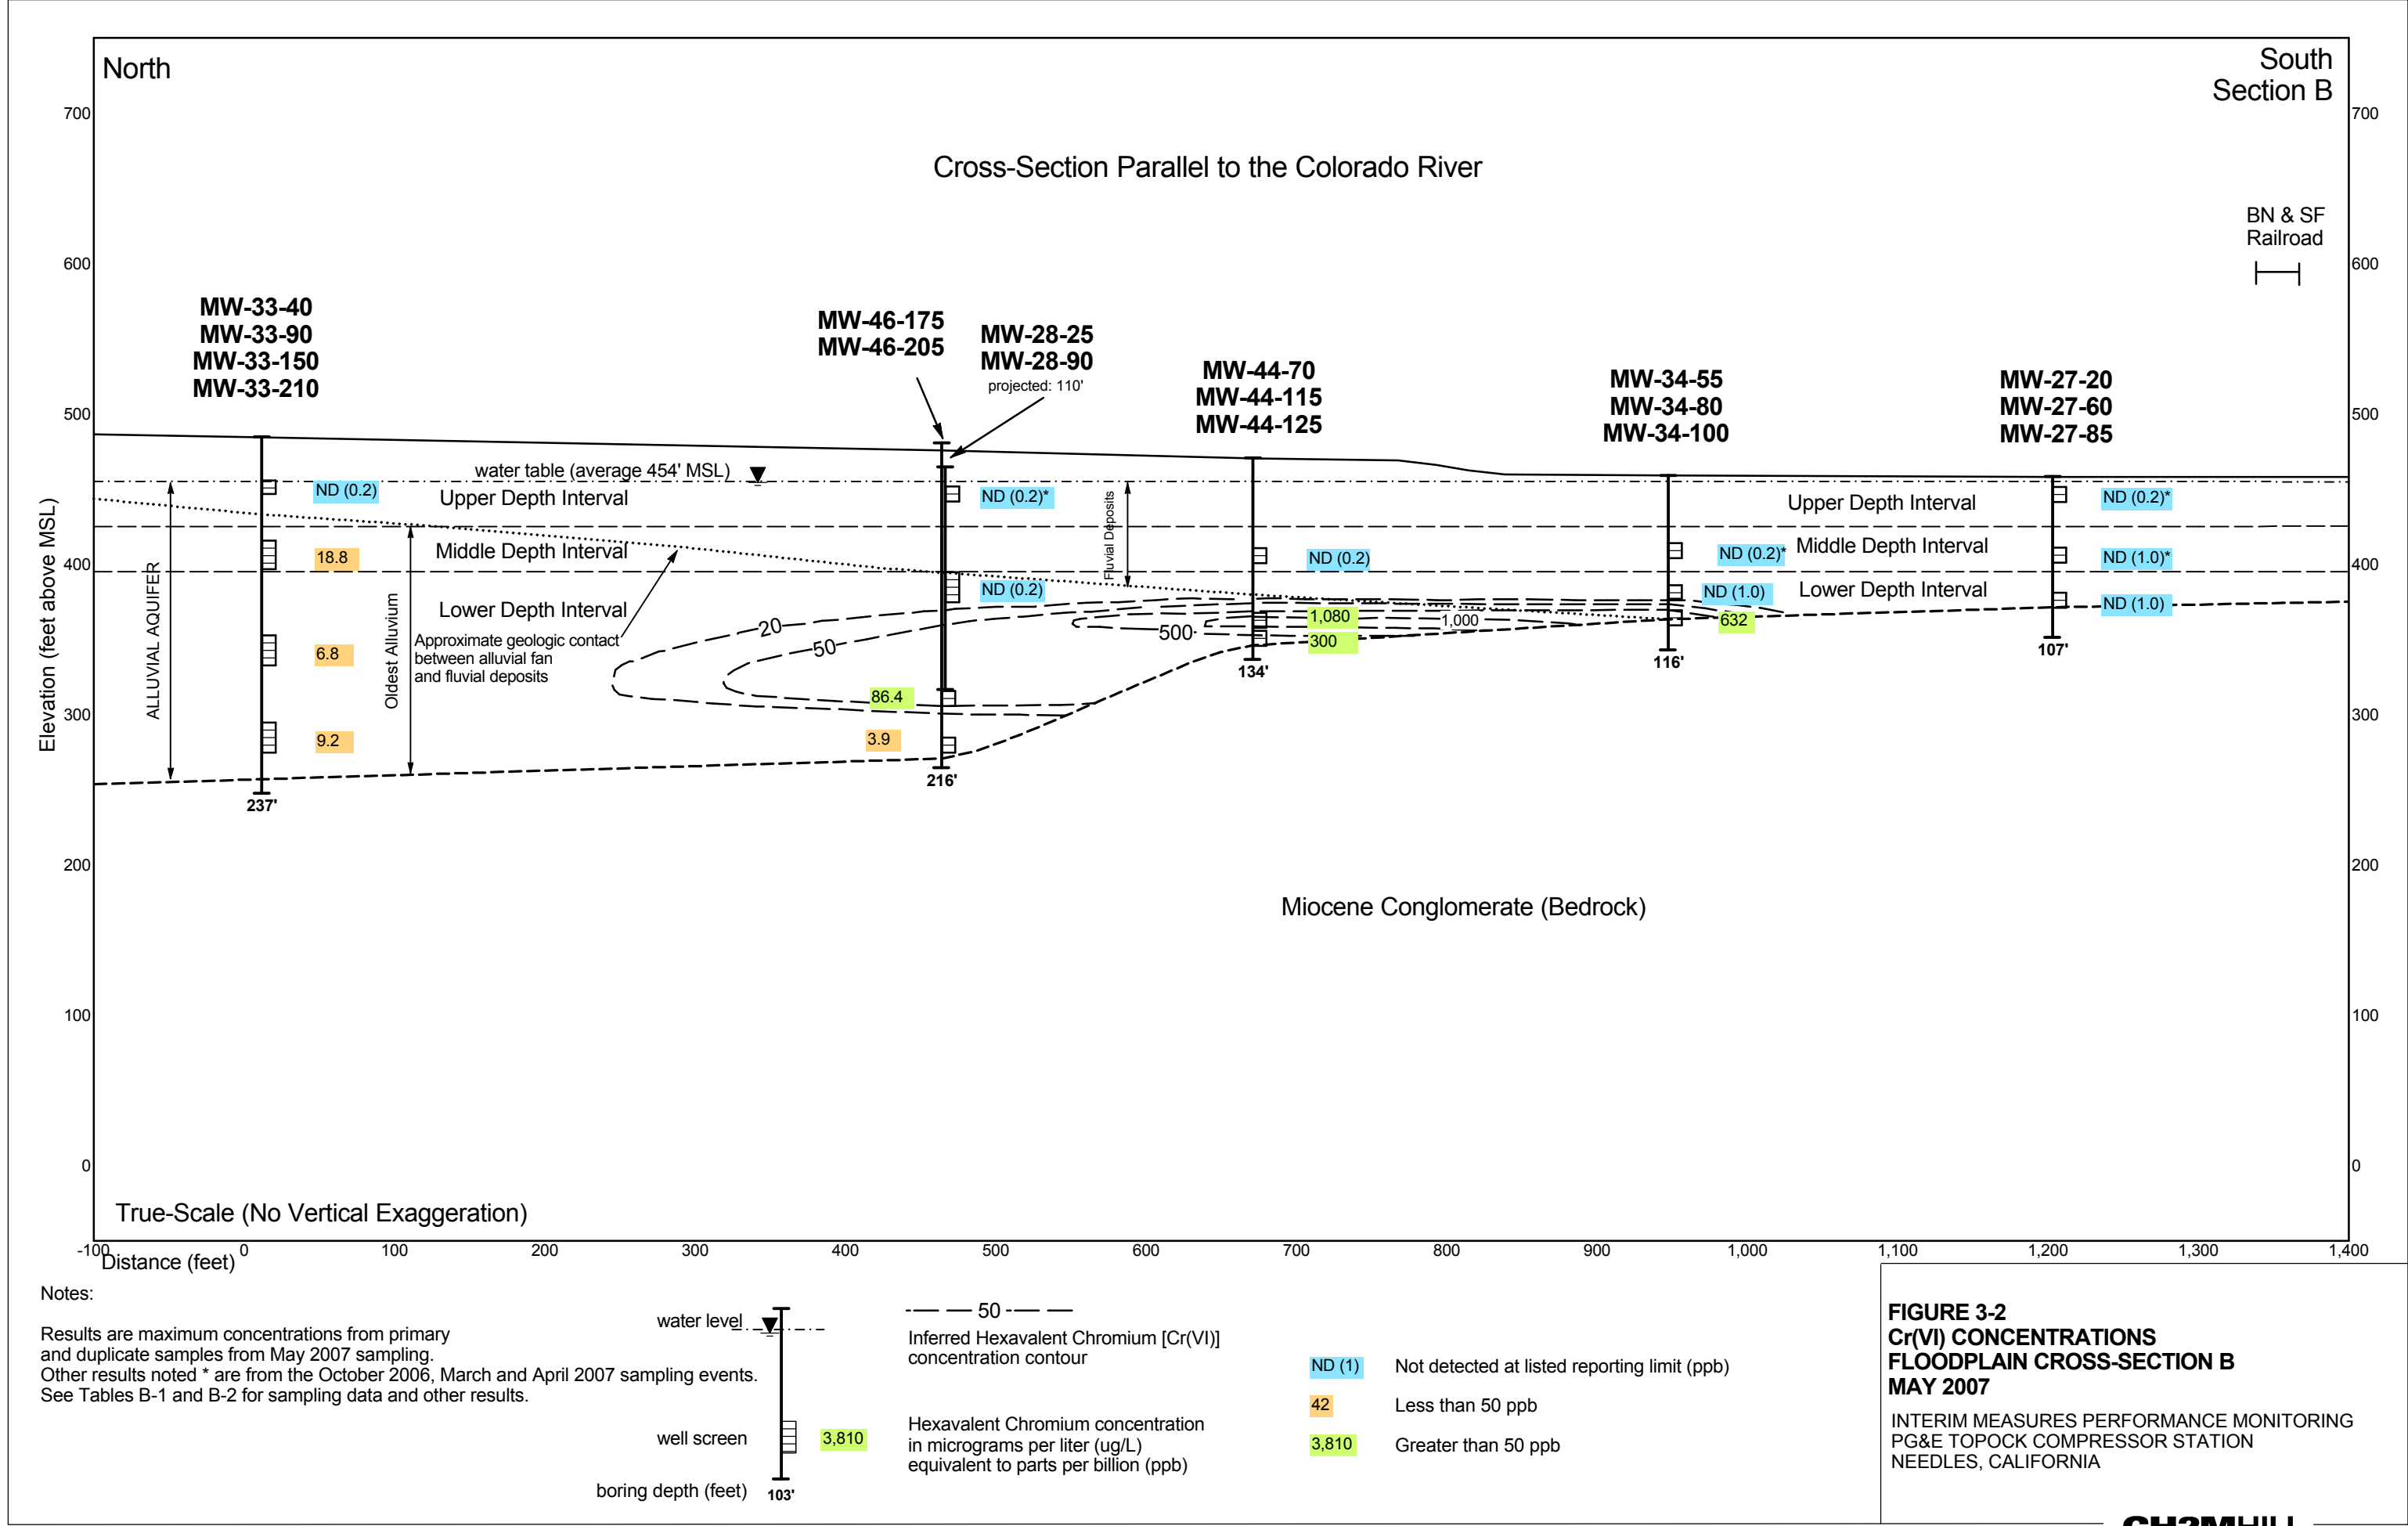 North
South
Section B
Cross-Section Parallel to the Colorado River
BN & SF
Railroad
700
600
500
400
300
200
100
0
Elevation (feet above MSL)
700
600
500
400
300
200
100
0
MW-33-40
MW-33-90
MW-33-150
MW-33-210
MW-46-175
MW-46-205
MW-28-25
MW-28-90
projected: 110'
MW-44-70
MW-44-115
MW-44-125
MW-34-55
MW-34-80
MW-34-100
MW-27-20
MW-27-60
MW-27-85
water table (average 454' MSL)
Upper Depth Interval
Middle Depth Interval
Lower Depth Interval
Approximate geologic contact
between alluvial fan
and fluvial deposits
ALLUVIAL AQUIFER
Oldest Alluvium
Fluvial Deposits
Upper Depth Interval
Middle Depth Interval
Lower Depth Interval
ND (0.2)
18.8
6.8
9.2
237'
ND (0.2)*
ND (0.2)
86.4
3.9
216'
20
50
500
1,000
ND (0.2)
1,080
300
134'
ND (0.2)*
ND (1.0)
632
116'
ND (0.2)*
ND (1.0)*
ND (1.0)
107'
Miocene Conglomerate (Bedrock)
True-Scale (No Vertical Exaggeration)
-100 0 100 200 300 400 500 600 700 800 900 1,000 1,100 1,200 1,300 1,400
Distance (feet)
Notes:
Results are maximum concentrations from primary
and duplicate samples from May 2007 sampling.
Other results noted * are from the October 2006, March and April 2007 sampling events.
See Tables B-1 and B-2 for sampling data and other results.
water level
well screen
boring depth (feet)
103'
3,810
50
Inferred Hexavalent Chromium [Cr(VI)]
concentration contour
Hexavalent Chromium concentration
in micrograms per liter (ug/L)
equivalent to parts per billion (ppb)
ND (1) Not detected at listed reporting limit (ppb)
42 Less than 50 ppb
3,810 Greater than 50 ppb
FIGURE 3-2
Cr(VI) CONCENTRATIONS
FLOODPLAIN CROSS-SECTION B
MAY 2007
INTERIM MEASURES PERFORMANCE MONITORING
PG&E TOPOCK COMPRESSOR STATION
NEEDLES, CALIFORNIA
CH2MHILL